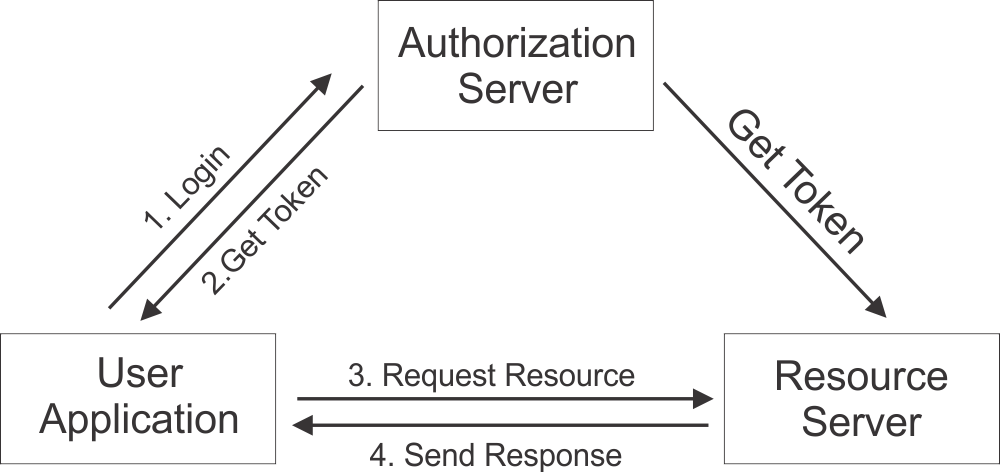 Authorization
Server
1. Login
2.Get Token
Get Token
User
Application
3. Request Resource
4. Send Response
Resource
Server